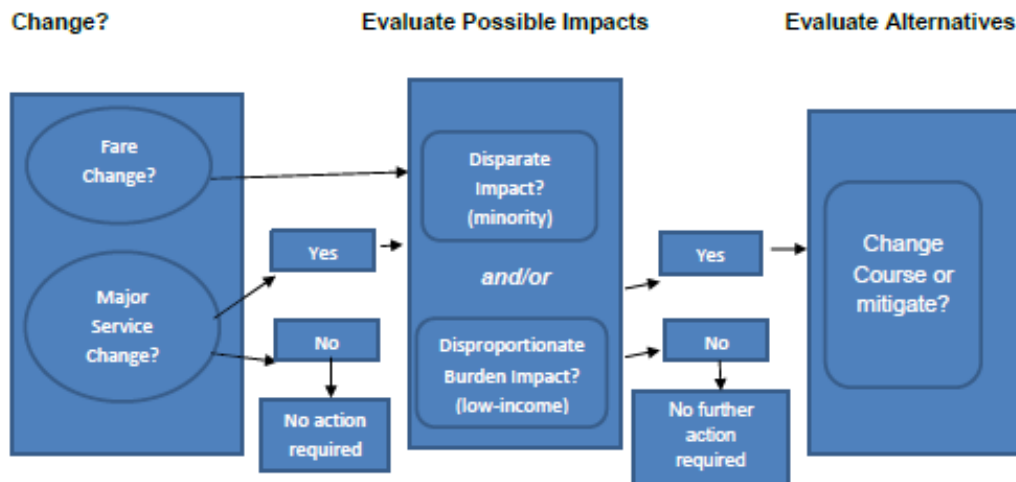 Change?
Evaluate Possible Impacts
Evaluate Alternatives
Fare
Change?
Major
Service
Change?
Yes
No
No action
required
Disparate
Impact?
(minority)
and/or
Disproportionate
Burden Impact?
(low-income)
Yes
No
No further
action
required
Change
Course or
mitigate?